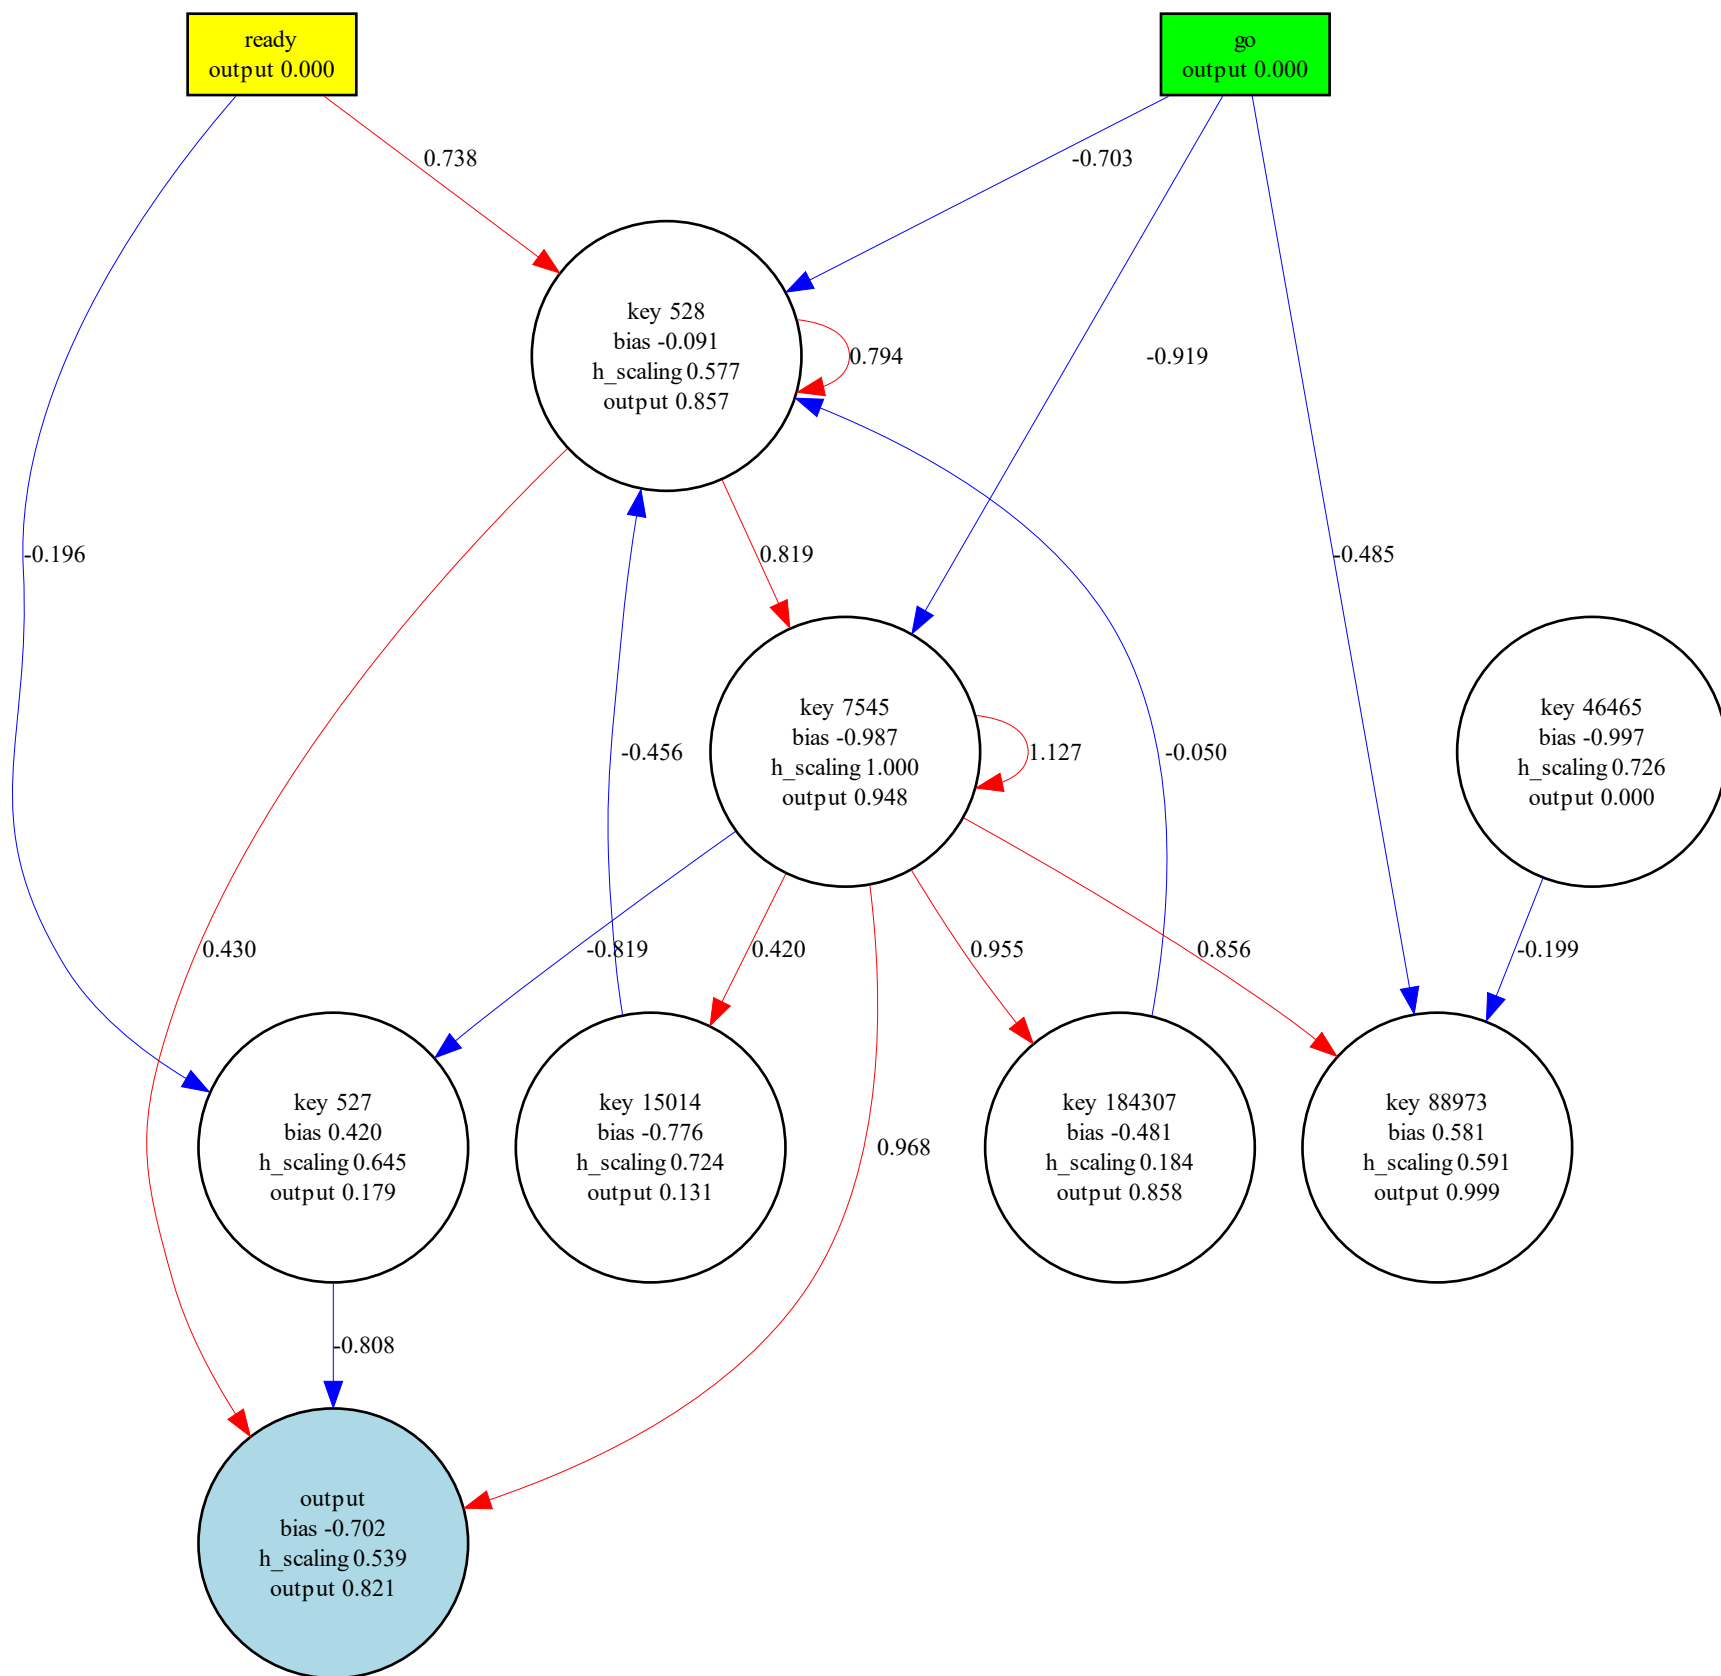 ready
output 0.000
go
output 0.000
0.738
-0.703
key 528
bias -0.091
h_scaling 0.577
output 0.857
0.794
-0.919
-0.196
0.819
-0.485
key 7545
bias -0.987
h_scaling 1.000
output 0.948
1.127
-0.456
-0.050
key 46465
bias -0.997
h_scaling 0.726
output 0.000
0.430
-0.819
0.420
0.955
0.856
-0.199
key 527
bias 0.420
h_scaling 0.645
output 0.179
key 15014
bias -0.776
h_scaling 0.724
output 0.131
0.968
key 184307
bias -0.481
h_scaling 0.184
output 0.858
key 88973
bias 0.581
h_scaling 0.591
output 0.999
-0.808
output
bias -0.702
h_scaling 0.539
output 0.821